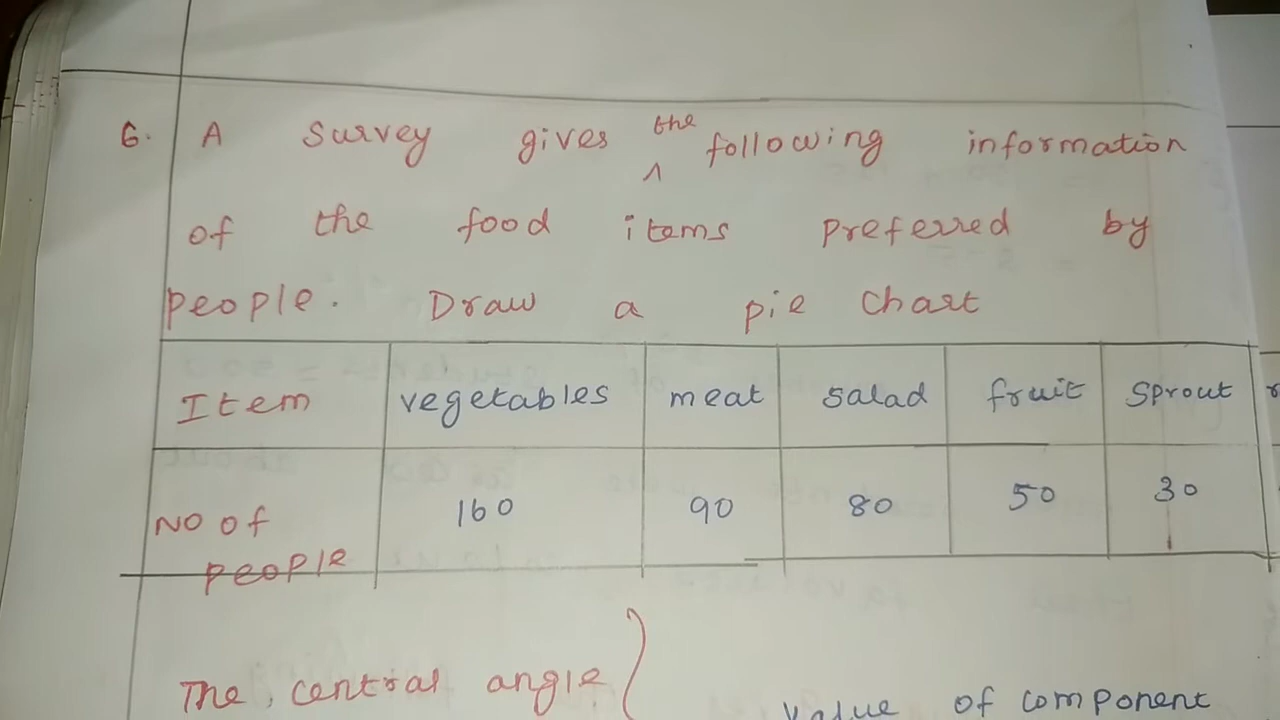 6. A survey gives the following information
of the food items preferred by
people. Draw a pie chart
Item vegetables meat salad fruit sprout
No of people 160 90 80 50 30
The central angle
value of component